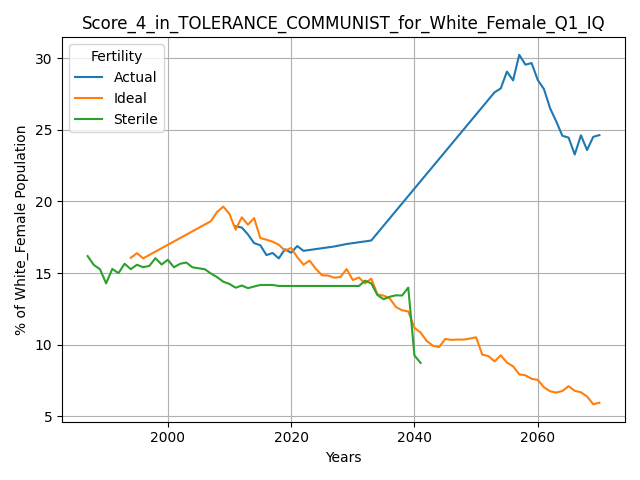 Score_4_in_TOLERANCE_COMMUNIST_for_White_Female_Q1_IQ
Fertility
Actual
Ideal
Sterile
% of White_Female Population
30
25
20
15
10
5
2000
2020
2040
2060
Years